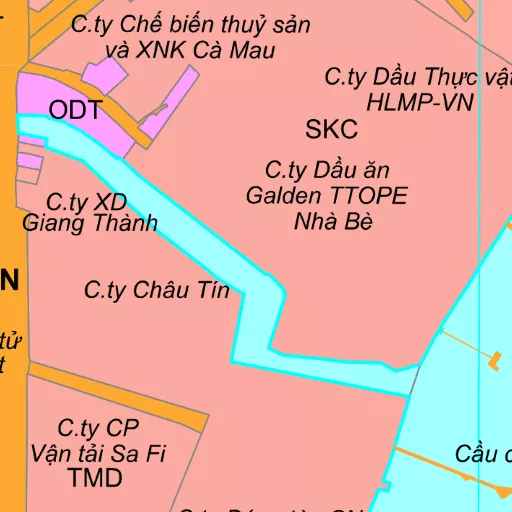 C.ty Chế biến thuỷ sản
và XNK Cà Mau
C.ty Dầu Thực vật
HLMP-VN
ODT
SKC
C.ty Dầu ăn
Galden TTOPE
Nhà Bè
C.ty XD
Giang Thành
N
C.ty Châu Tín
tử
t
C.ty CP
Vận tải Sa Fi
TMD
Cầu c